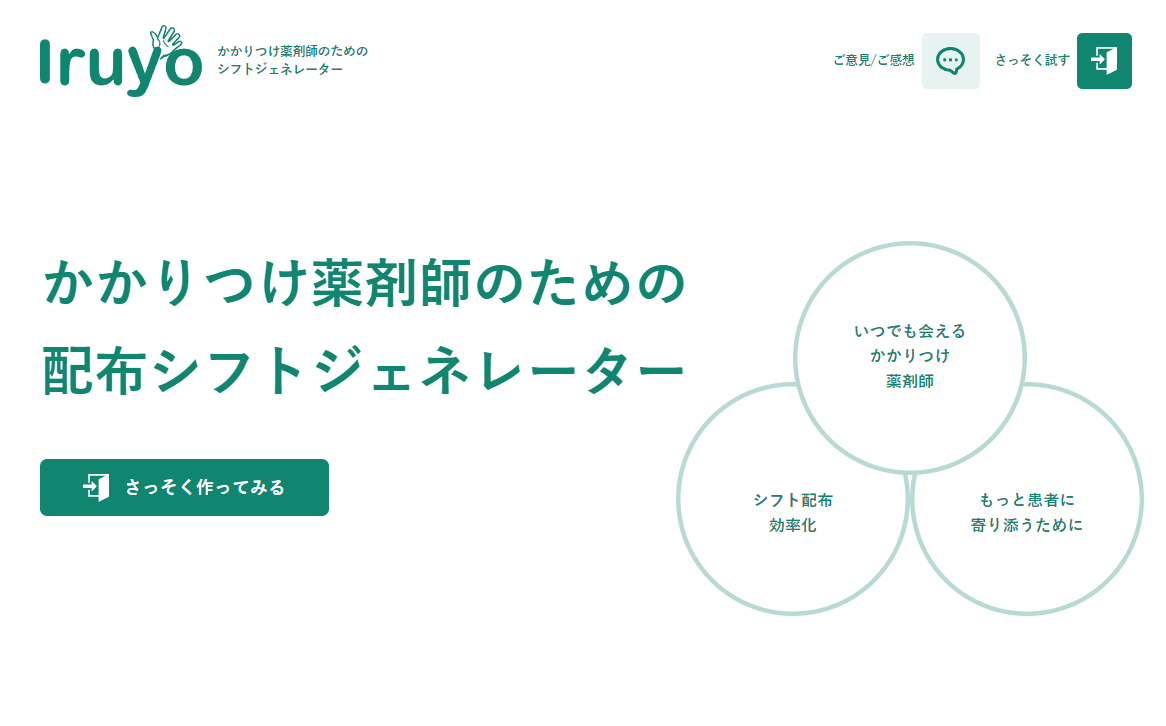 Iruyo
かかりつけ薬剤師のための
シフトジェネレーター
ご意見/ご感想
さっそく試す
かかりつけ薬剤師のための
配布シフトジェネレーター
さっそく作ってみる
いつでも会える
かかりつけ
薬剤師
シフト配布
効率化
もっと患者に
寄り添うために